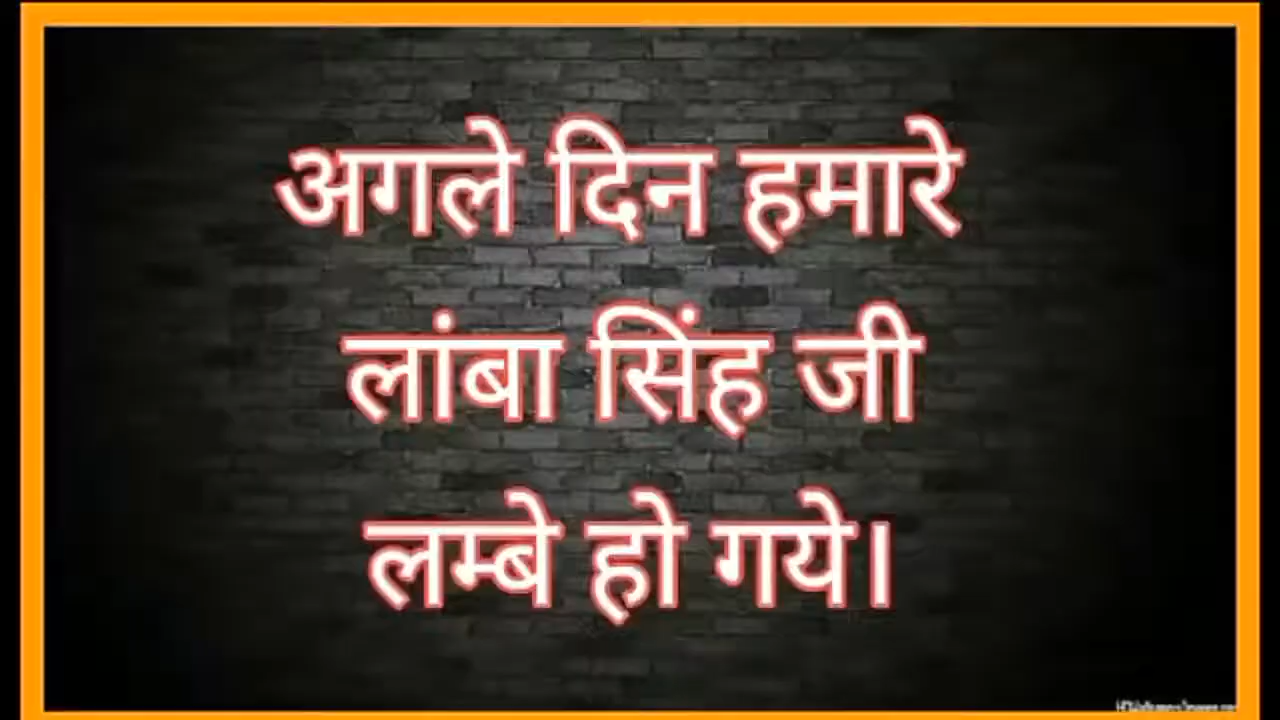 अगले दिन हमारे
लांबा सिंह जी
लम्बे हो गये।